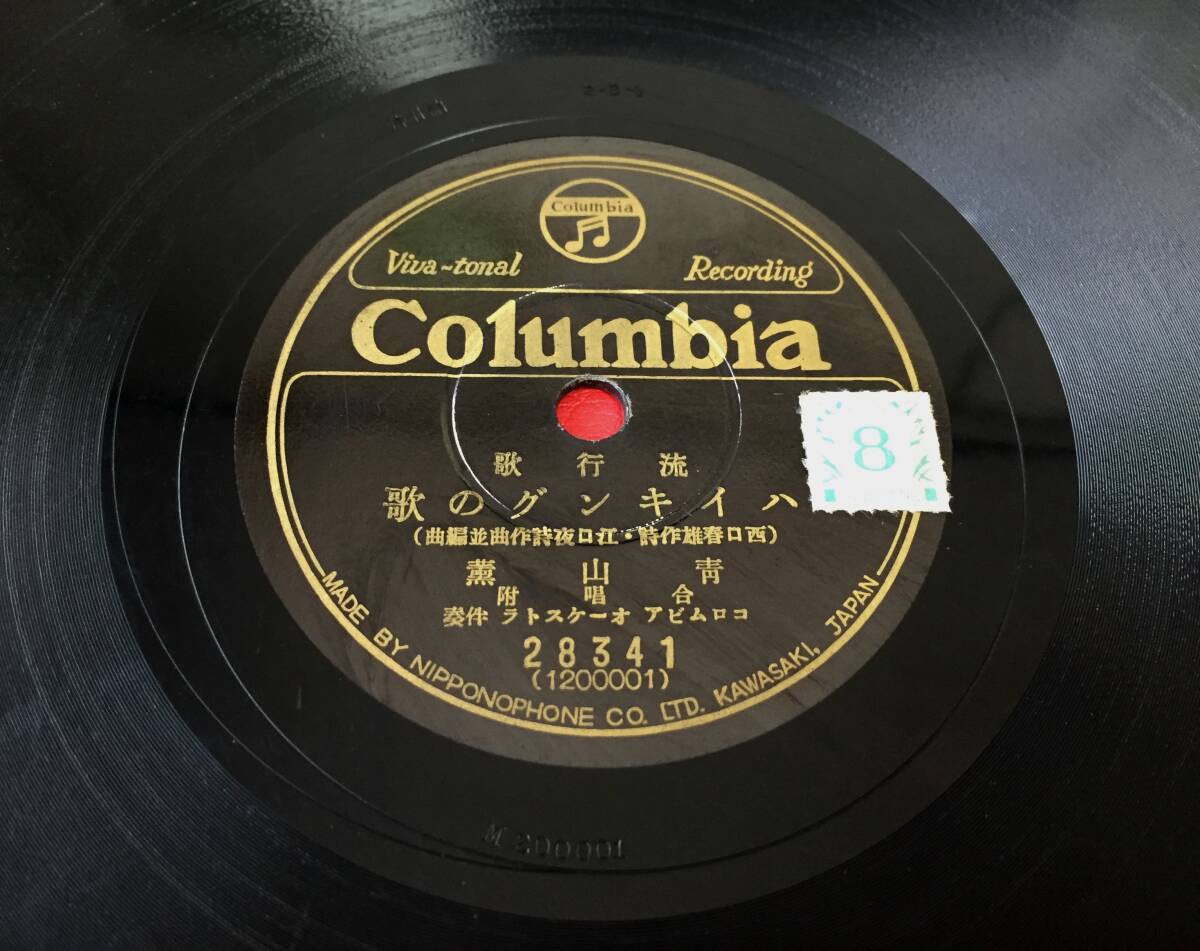 Columbia
Viva~tonal Recording
Columbia
8
流行歌
ハイキングの歌
(西口春雄作詩・江口夜詩作曲並編曲)
靑山薰
合唱附
コロムビア オーケストラ 伴奏
28341
(1200001)
MADE BY NIPPONOPHONE CO. LTD. KAWASAKI, JAPAN
M 200001